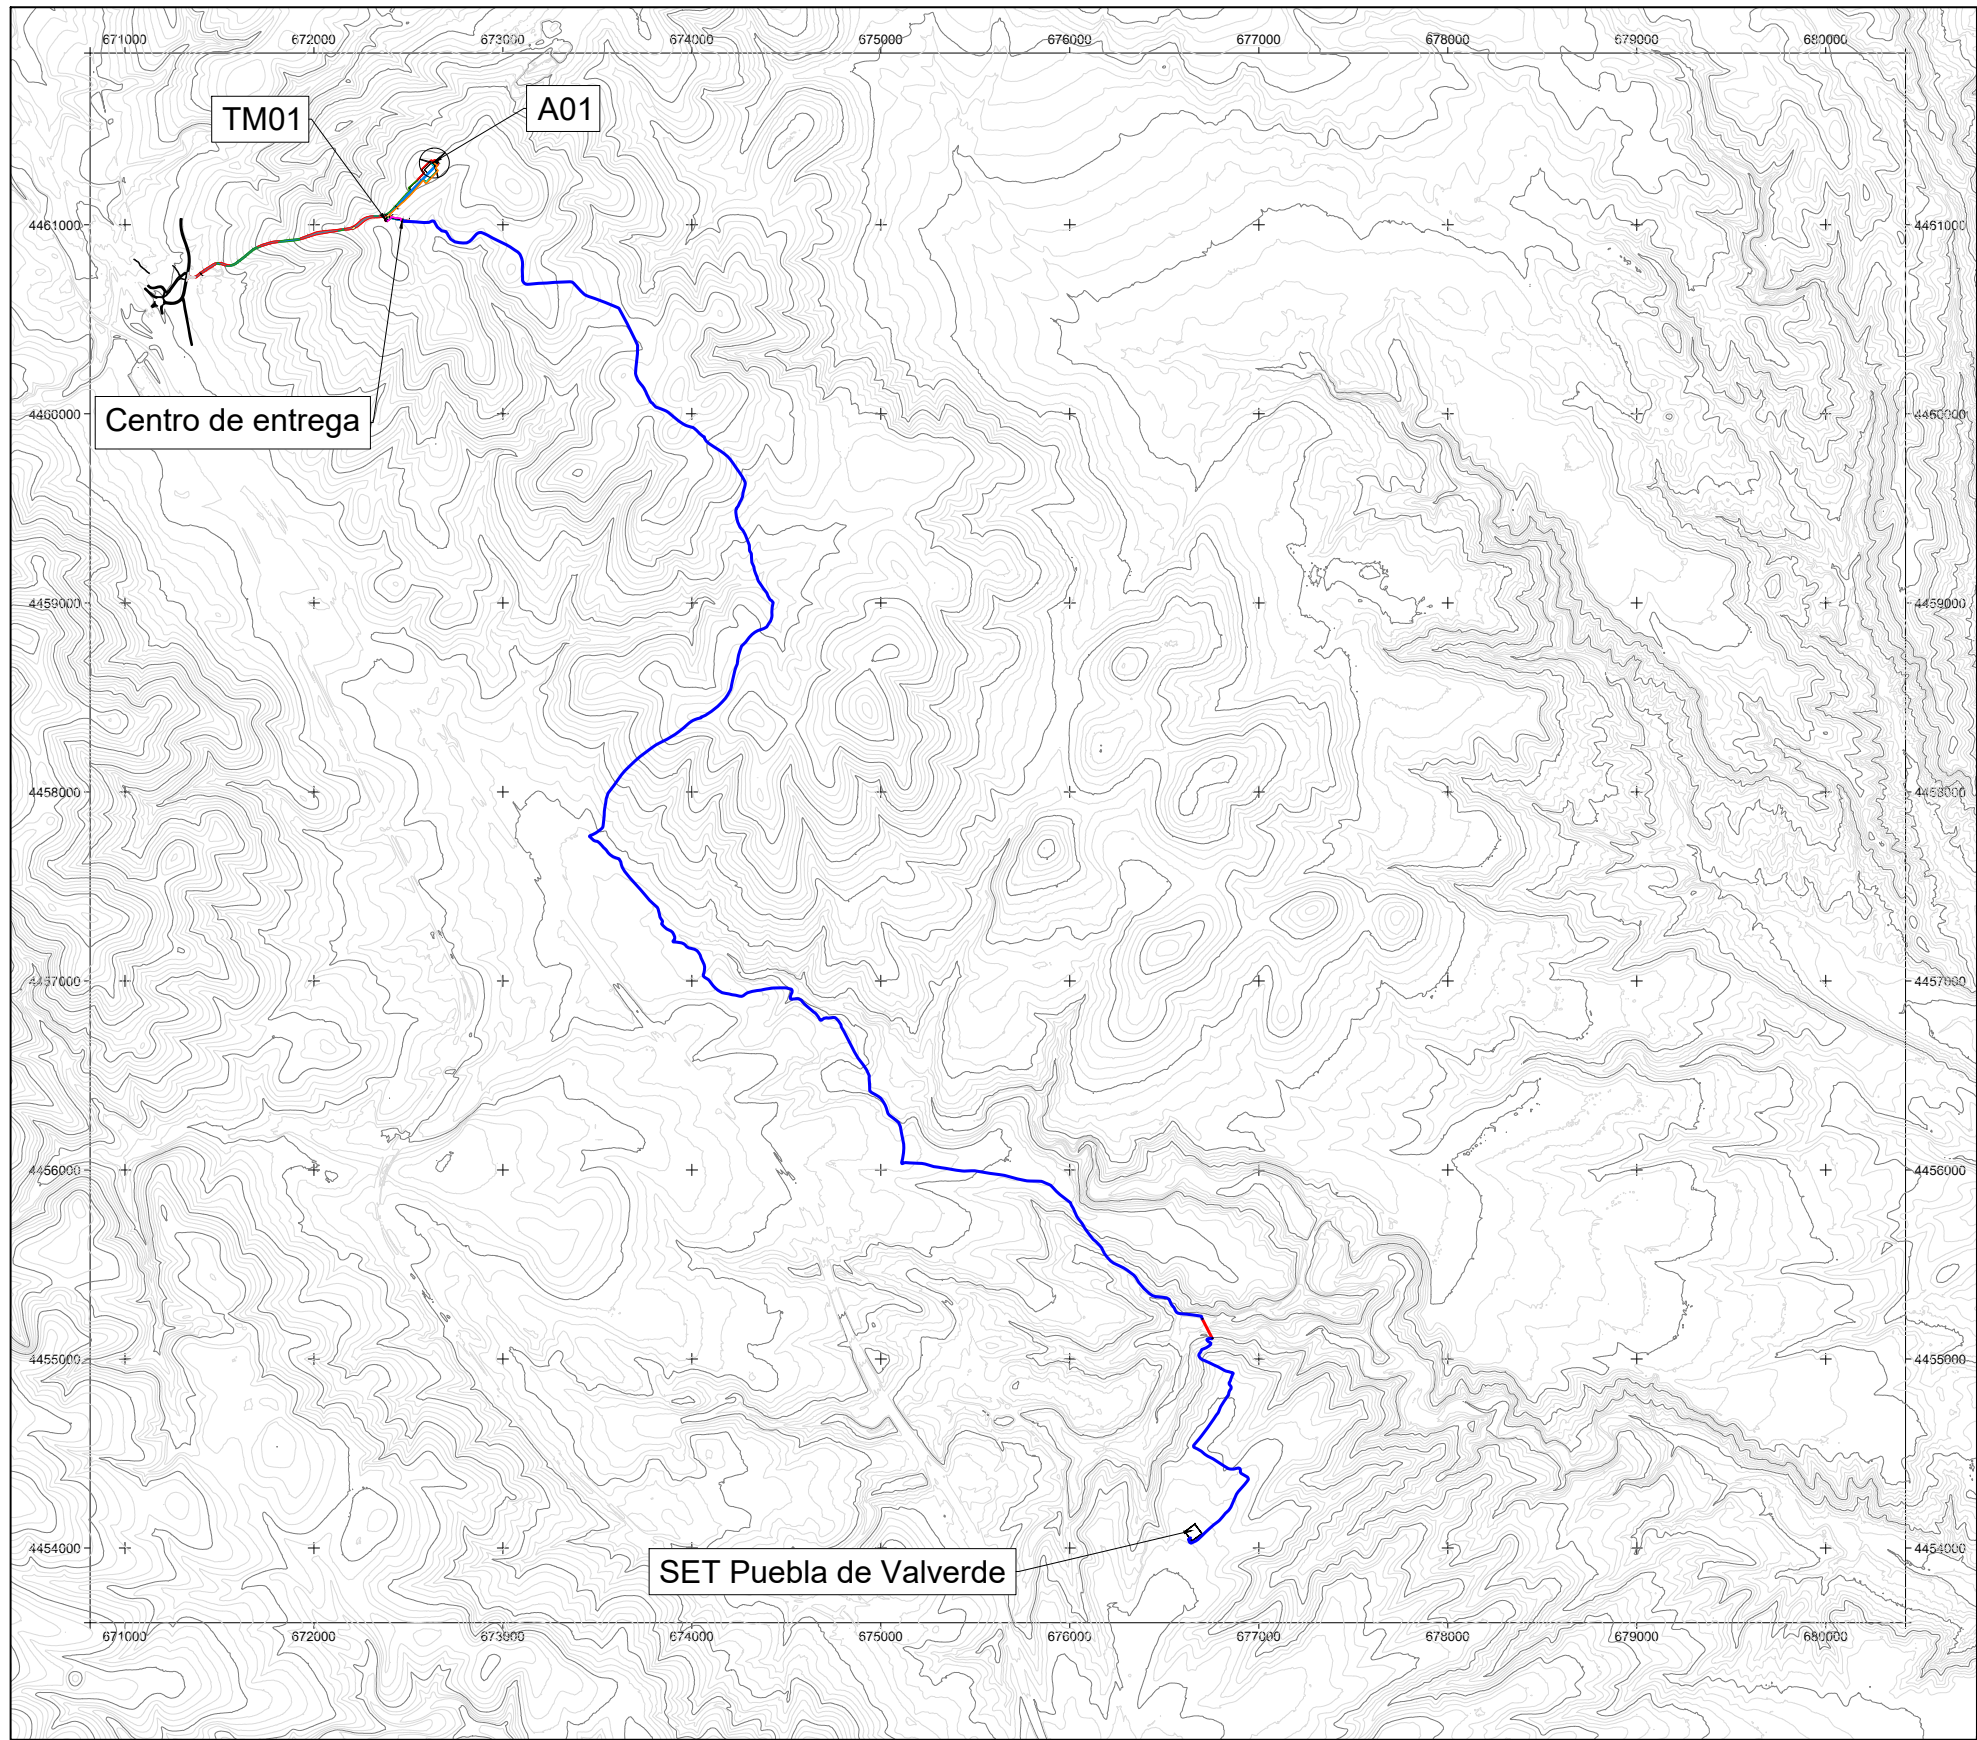 671000 672000 673000 674000 675000 676000 677000 678000 679000 680000
TM01
A01
4461000 4461000
Centro de entrega
4460000 4460000
4459000 4459000
4458000 4458000
4457000 4457000
4456000 4456000
4455000 4455000
4454000 4454000
SET Puebla de Valverde
671000 672000 673000 674000 675000 676000 677000 678000 679000 680000